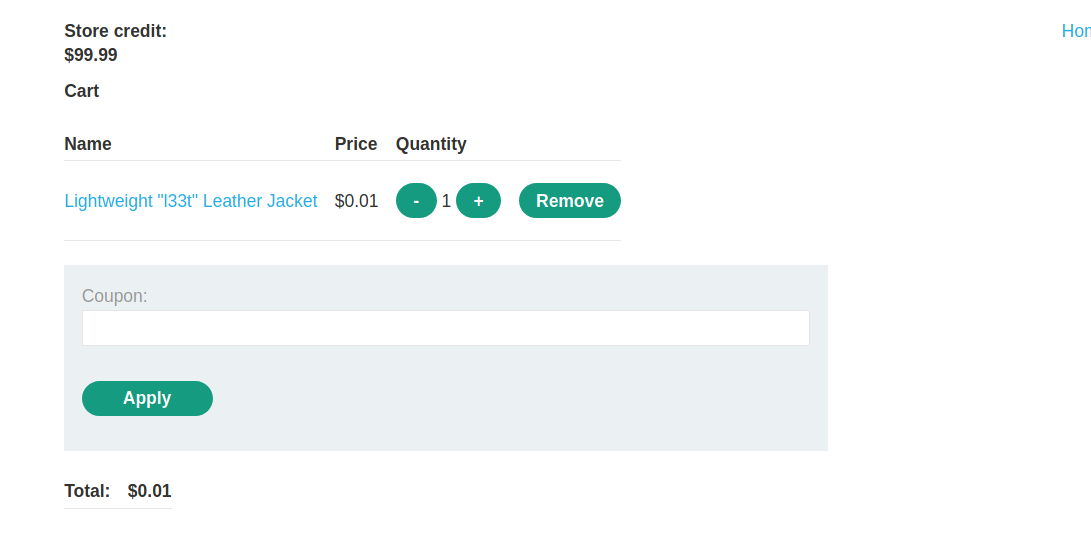 Store credit:
$99.99
Cart
Name Price Quantity
Lightweight "l33t" Leather Jacket $0.01 - 1 + Remove
Coupon:
Apply
Total: $0.01